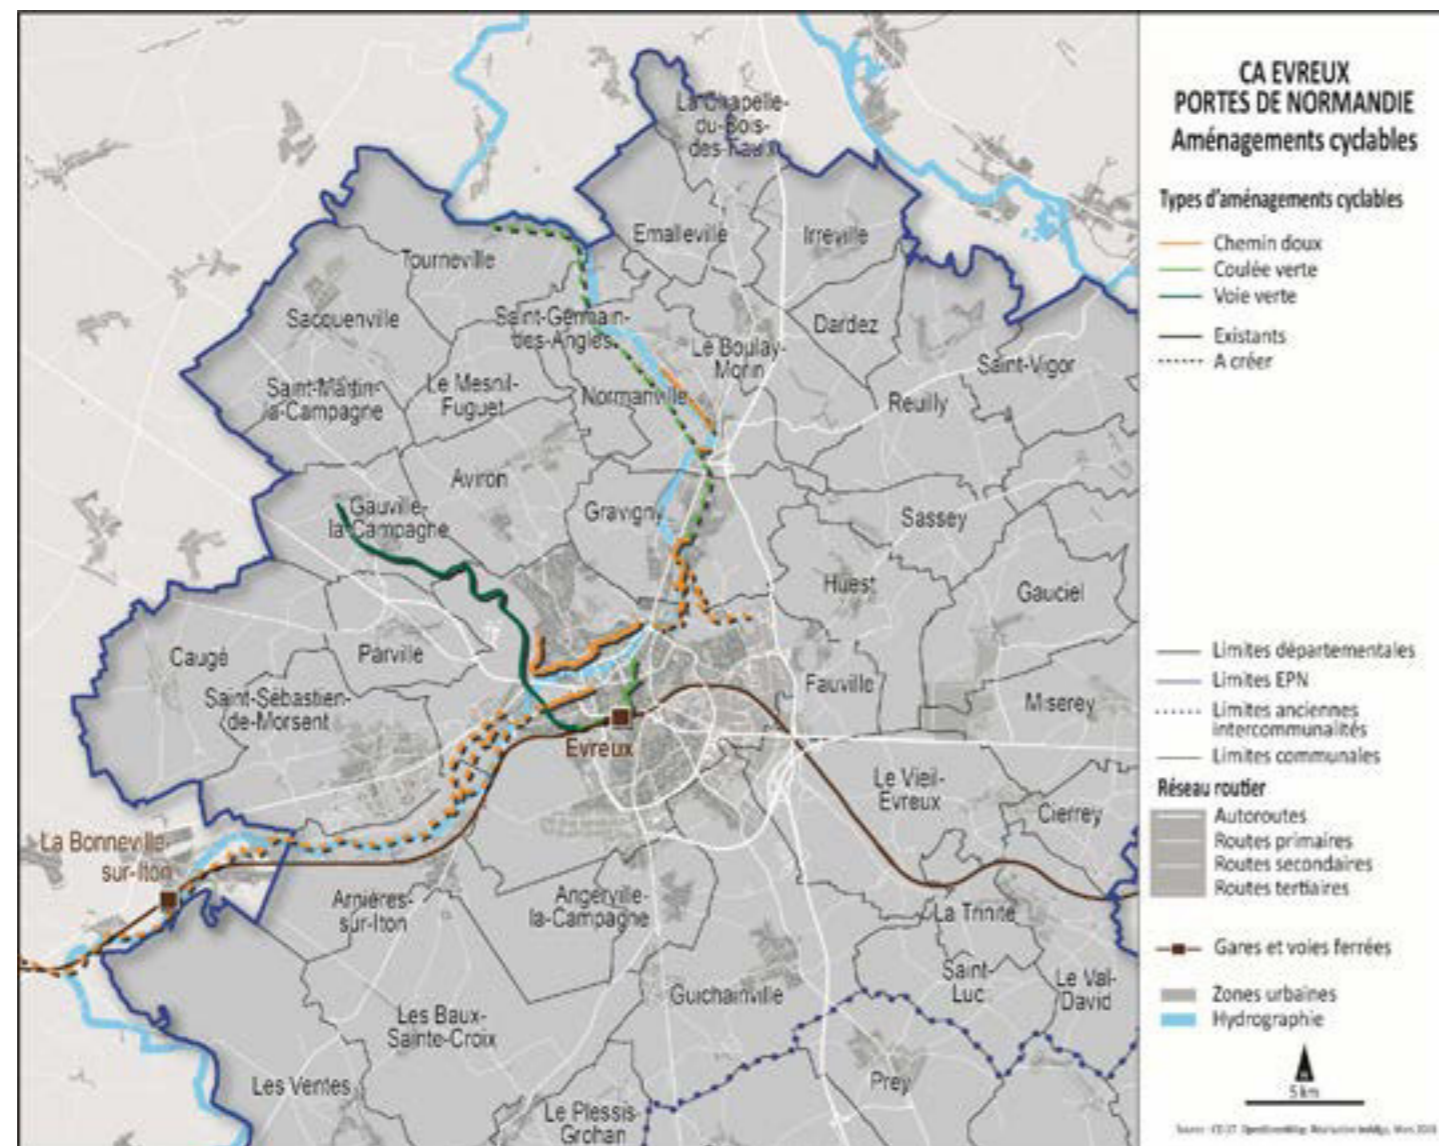 CA EVREUX
PORTES DE NORMANDIE
Aménagements cyclables
Types d'aménagements cyclables
Chemin doux
Coulée verte
Voie verte
Existants
A créer
Limites départementales
Limites EPN
Limites anciennes
intercommunalités
Limites communales
Réseau routier
Autoroutes
Routes primaires
Routes secondaires
Routes tertiaires
Gares et voies ferrées
Zones urbaines
Hydrographie
5 km
La Chapelle-
du-Bois-
des-Faulx
Emalleville
Irreville
Tourneville
Sacquenville
Saint-Germain-
des-Angles
Dardez
Le Boulay-
Morin
Saint-Vigor
Saint-Martin-
la-Campagne
Le Mesnil-
Fuguet
Normanville
Reuilly
Aviron
Gauville-
la-Campagne
Gravigny
Sassey
Huest
Gauciel
Caugé
Parville
Saint-Sébastien-
de-Morsent
Fauville
Miserey
Evreux
Le Vieil-
Evreux
Cierrey
La Bonneville-
sur-Iton
Arnières-
sur-Iton
Angerville-
la-Campagne
La Trinité
Saint-
Luc
Le Val-
David
Guichainville
Les Baux-
Sainte-Croix
Les Ventes
Prey
Le Plessis-
Grohan